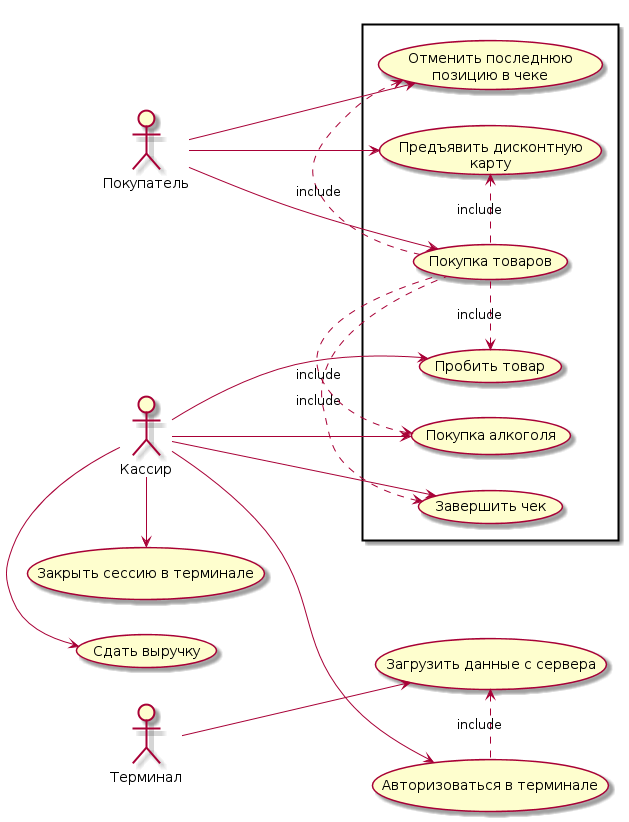 Отменить последнюю
позицию в чеке
Предъявить дисконтную
карту
Покупатель
include
include
Покупка товаров
include
Пробить товар
include
include
Покупка алкоголя
Кассир
Завершить чек
Закрыть сессию в терминале
Сдать выручку
Загрузить данные с сервера
include
Терминал
Авторизоваться в терминале